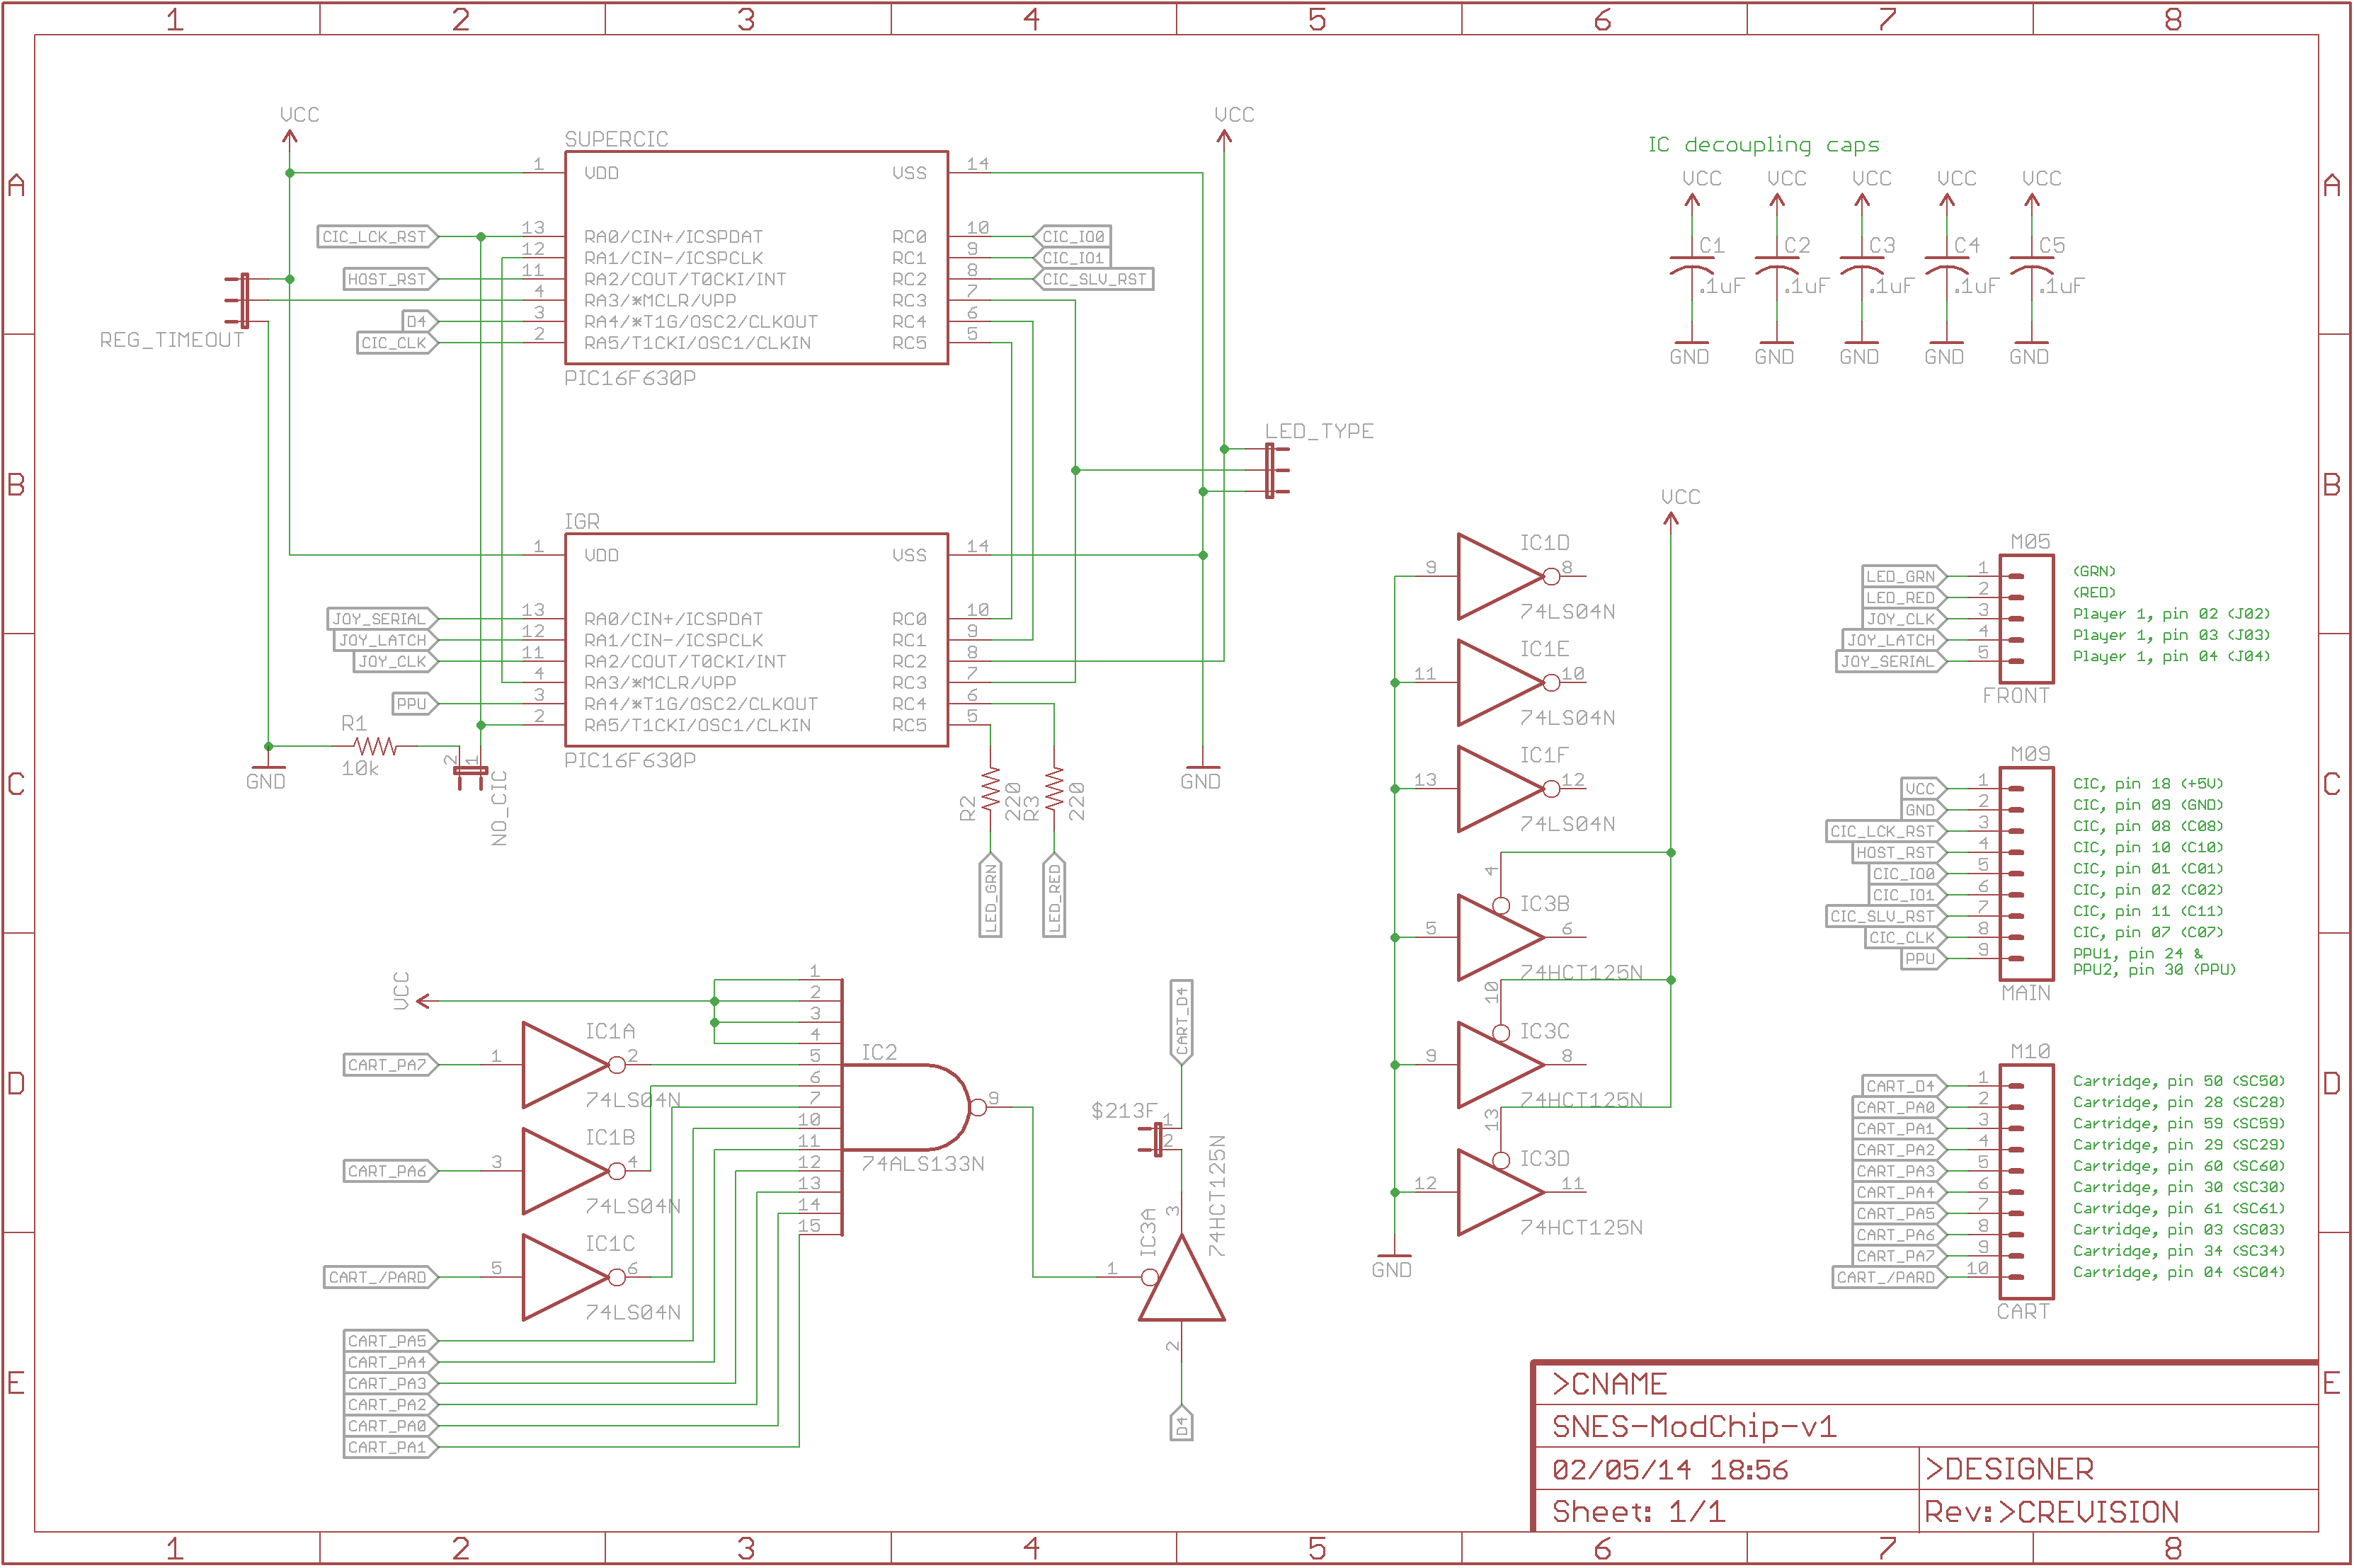 1 2 3 4 5 6 7 8
A A
B B
C C
D D
E E
VCC
SUPERCIC
1 VDD VSS 14
CIC_LCK_RST 13 RA0/CIN+/ICSPDAT RC0 10 CIC_IO0
12 RA1/CIN-/ICSPCLK RC1 9 CIC_IO1
HOST_RST 11 RA2/COUT/T0CKI/INT RC2 8 CIC_SLV_RST
4 RA3/*MCLR/VPP RC3 7
D4 3 RA4/*T1G/OSC2/CLKOUT RC4 6
CIC_CLK 2 RA5/T1CKI/OSC1/CLKIN RC5 5
PIC16F630P
REG_TIMEOUT
VCC
LED_TYPE
IGR
1 VDD VSS 14
JOY_SERIAL 13 RA0/CIN+/ICSPDAT RC0 10
JOY_LATCH 12 RA1/CIN-/ICSPCLK RC1 9
JOY_CLK 11 RA2/COUT/T0CKI/INT RC2 8
4 RA3/*MCLR/VPP RC3 7
PPU 3 RA4/*T1G/OSC2/CLKOUT RC4 6
2 RA5/T1CKI/OSC1/CLKIN RC5 5
PIC16F630P
R1
10k
GND
2 1
NO_CIC
R2 220
R3 220
LED_GRN
LED_RED
GND
IC decoupling caps
VCC VCC VCC VCC VCC
C1 C2 C3 C4 C5
.1uF .1uF .1uF .1uF .1uF
GND GND GND GND GND
VCC
IC1D
9 8
74LS04N
IC1E
11 10
74LS04N
IC1F
13 12
74LS04N
4
IC3B
5 6
74HCT125N
10
IC3C
9 8
74HCT125N
13
IC3D
12 11
74HCT125N
GND
M05
LED_GRN 1 (GRN)
LED_RED 2 (RED)
JOY_CLK 3 Player 1, pin 02 (J02)
JOY_LATCH 4 Player 1, pin 03 (J03)
JOY_SERIAL 5 Player 1, pin 04 (J04)
FRONT
M09
VCC 1 CIC, pin 18 (+5V)
GND 2 CIC, pin 09 (GND)
CIC_LCK_RST 3 CIC, pin 08 (C08)
HOST_RST 4 CIC, pin 10 (C10)
CIC_IO0 5 CIC, pin 01 (C01)
CIC_IO1 6 CIC, pin 02 (C02)
CIC_SLV_RST 7 CIC, pin 11 (C11)
CIC_CLK 8 CIC, pin 07 (C07)
PPU 9 PPU1, pin 24 &
PPU2, pin 30 (PPU)
MAIN
M10
CART_D4 1 Cartridge, pin 50 (SC50)
CART_PA0 2 Cartridge, pin 28 (SC28)
CART_PA1 3 Cartridge, pin 59 (SC59)
CART_PA2 4 Cartridge, pin 29 (SC29)
CART_PA3 5 Cartridge, pin 60 (SC60)
CART_PA4 6 Cartridge, pin 30 (SC30)
CART_PA5 7 Cartridge, pin 61 (SC61)
CART_PA6 8 Cartridge, pin 03 (SC03)
CART_PA7 9 Cartridge, pin 34 (SC34)
CART_/PARD 10 Cartridge, pin 04 (SC04)
CART
VCC
1
2
3
4
5
6
7
10
11
12
13
14
15
IC2
9
74ALS133N
IC1A
CART_PA7 1 2
74LS04N
IC1B
CART_PA6 3 4
74LS04N
IC1C
CART_/PARD 5 6
74LS04N
CART_PA5
CART_PA4
CART_PA3
CART_PA2
CART_PA0
CART_PA1
CART_D4
$213F 1
2
3
IC3A
74HCT125N
1
2
D4
>CNAME
SNES-ModChip-v1
02/05/14 18:56 >DESIGNER
Sheet: 1/1 Rev:>CREVISION
1 2 3 4 5 6 7 8